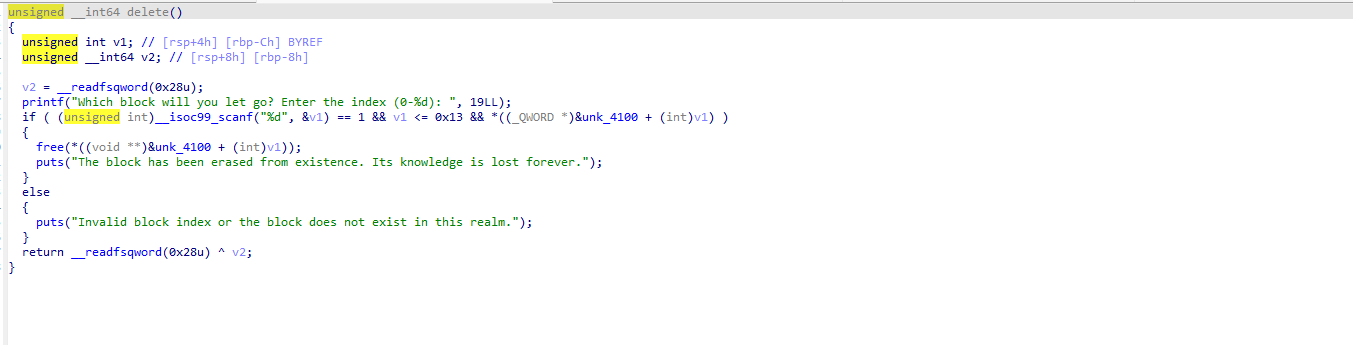 unsigned __int64 delete()
{
unsigned int v1; // [rsp+4h] [rbp-Ch] BYREF
unsigned __int64 v2; // [rsp+8h] [rbp-8h]
v2 = __readfsqword(0x28u);
printf("Which block will you let go? Enter the index (0-%d): ", 19LL);
if ( (unsigned int)__isoc99_scanf("%d", &v1) == 1 && v1 <= 0x13 && *((_QWORD *)&unk_4100 + (int)v1) )
{
free(*((void **)&unk_4100 + (int)v1));
puts("The block has been erased from existence. Its knowledge is lost forever.");
}
else
{
puts("Invalid block index or the block does not exist in this realm.");
}
return __readfsqword(0x28u) ^ v2;
}